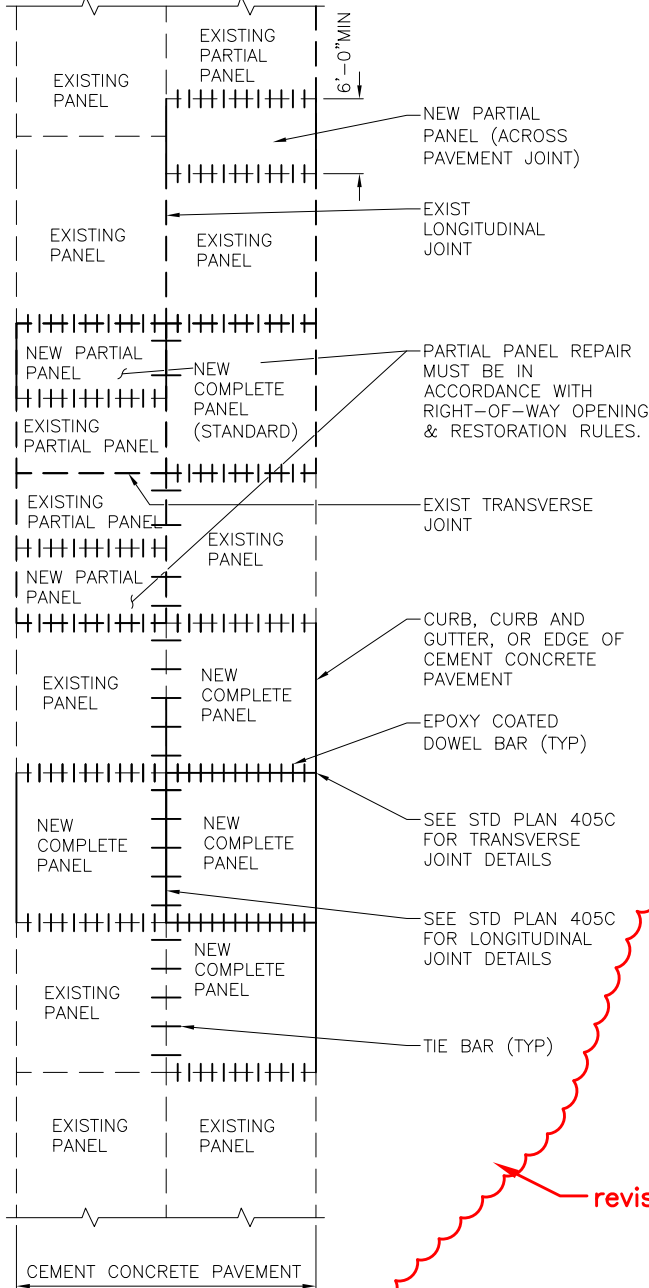 EXISTING
PARTIAL
PANEL
EXISTING
PANEL
6'-0"MIN
NEW PARTIAL
PANEL (ACROSS
PAVEMENT JOINT)
EXIST
LONGITUDINAL
JOINT
EXISTING
PANEL
EXISTING
PANEL
NEW PARTIAL
PANEL
NEW
COMPLETE
PANEL
(STANDARD)
PARTIAL PANEL REPAIR
MUST BE IN
ACCORDANCE WITH
RIGHT-OF-WAY OPENING
& RESTORATION RULES.
EXISTING
PARTIAL PANEL
EXISTING
PARTIAL PANEL
EXIST TRANSVERSE
JOINT
EXISTING
PANEL
NEW PARTIAL
PANEL
CURB, CURB AND
GUTTER, OR EDGE OF
CEMENT CONCRETE
PAVEMENT
EXISTING
PANEL
NEW
COMPLETE
PANEL
EPOXY COATED
DOWEL BAR (TYP)
NEW
COMPLETE
PANEL
NEW
COMPLETE
PANEL
SEE STD PLAN 405C
FOR TRANSVERSE
JOINT DETAILS
SEE STD PLAN 405C
FOR LONGITUDINAL
JOINT DETAILS
NEW
COMPLETE
PANEL
EXISTING
PANEL
TIE BAR (TYP)
EXISTING
PANEL
EXISTING
PANEL
revis
CEMENT CONCRETE PAVEMENT